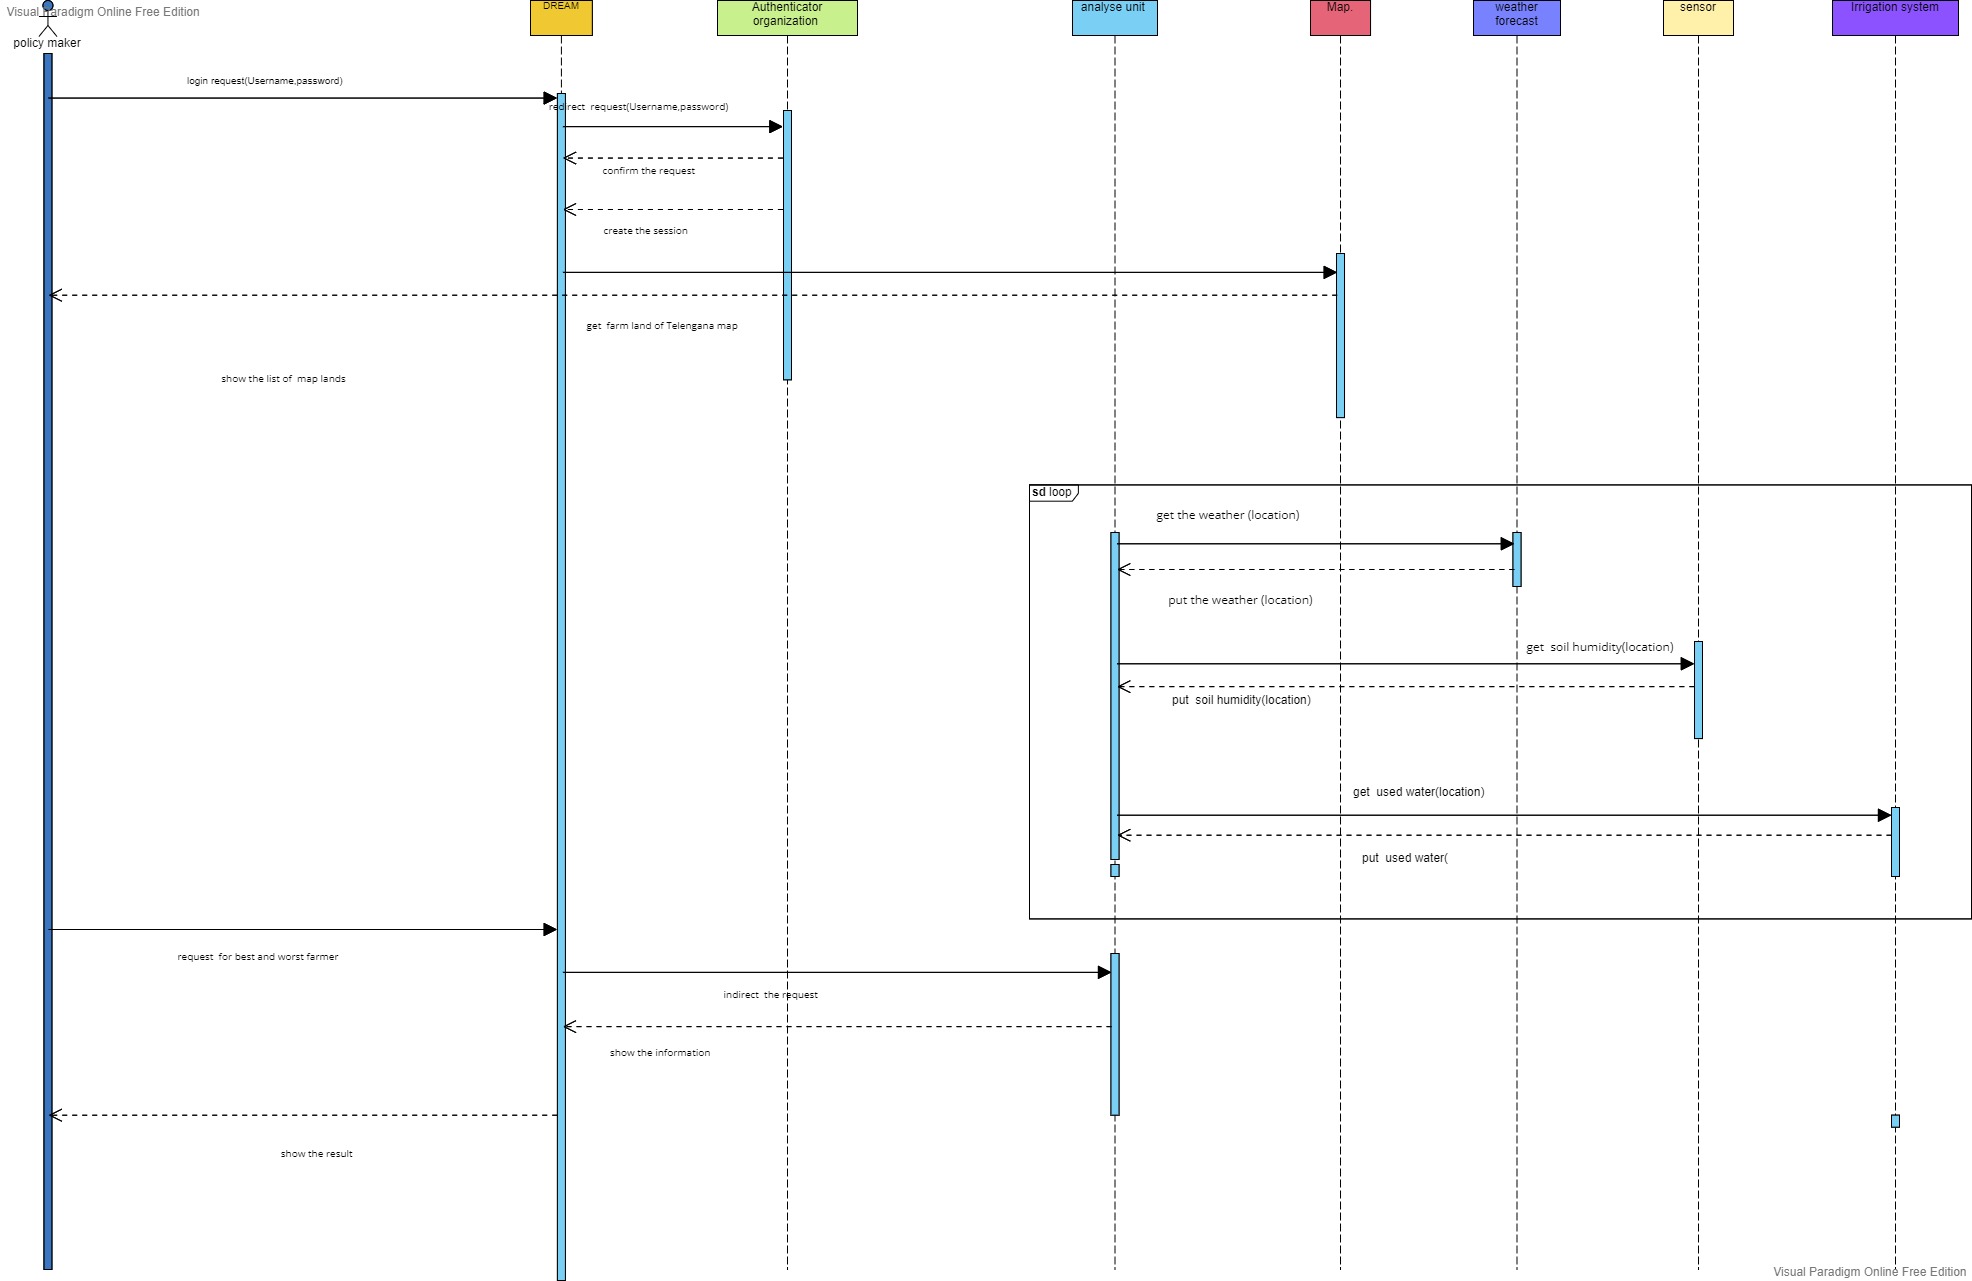 Visual Paradigm Online Free Edition
policy maker
DREAM
Authenticator
organization
analyse unit
Map.
weather
forecast
sensor
Irrigation system
login request(Username,password)
redirect request(Username,password)
confirm the request
create the session
get farm land of Telengana map
show the list of map lands
sd loop
get the weather (location)
put the weather (location)
get soil humidity(location)
put soil humidity(location)
get used water(location)
put used water(
request for best and worst farmer
indirect the request
show the information
show the result
Visual Paradigm Online Free Edition